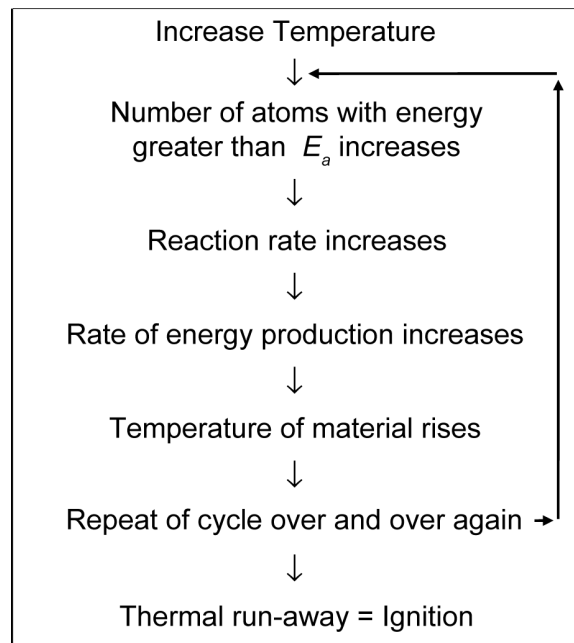 Increase Temperature
↓
Number of atoms with energy
greater than E_a increases
↓
Reaction rate increases
↓
Rate of energy production increases
↓
Temperature of material rises
↓
Repeat of cycle over and over again
↓
Thermal run-away = Ignition